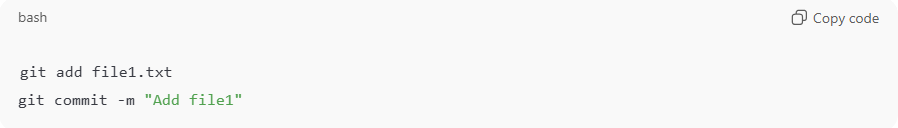 bash
Copy code
git add file1.txt
git commit -m "Add file1"